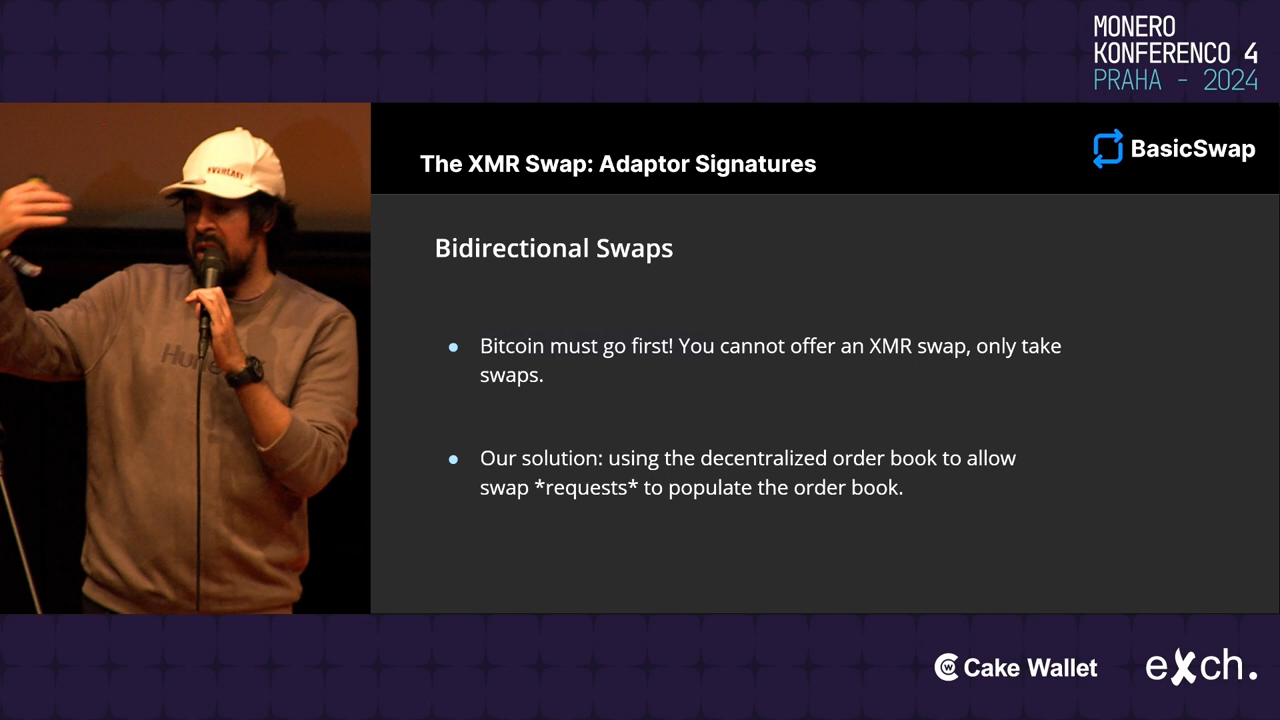 MONERO
KONFERENCO 4
PRAHA - 2024
The XMR Swap: Adaptor Signatures
BasicSwap
Bidirectional Swaps
● Bitcoin must go first! You cannot offer an XMR swap, only take
swaps.
● Our solution: using the decentralized order book to allow
swap *requests* to populate the order book.
EVERLAST
Cake Wallet
eXch.